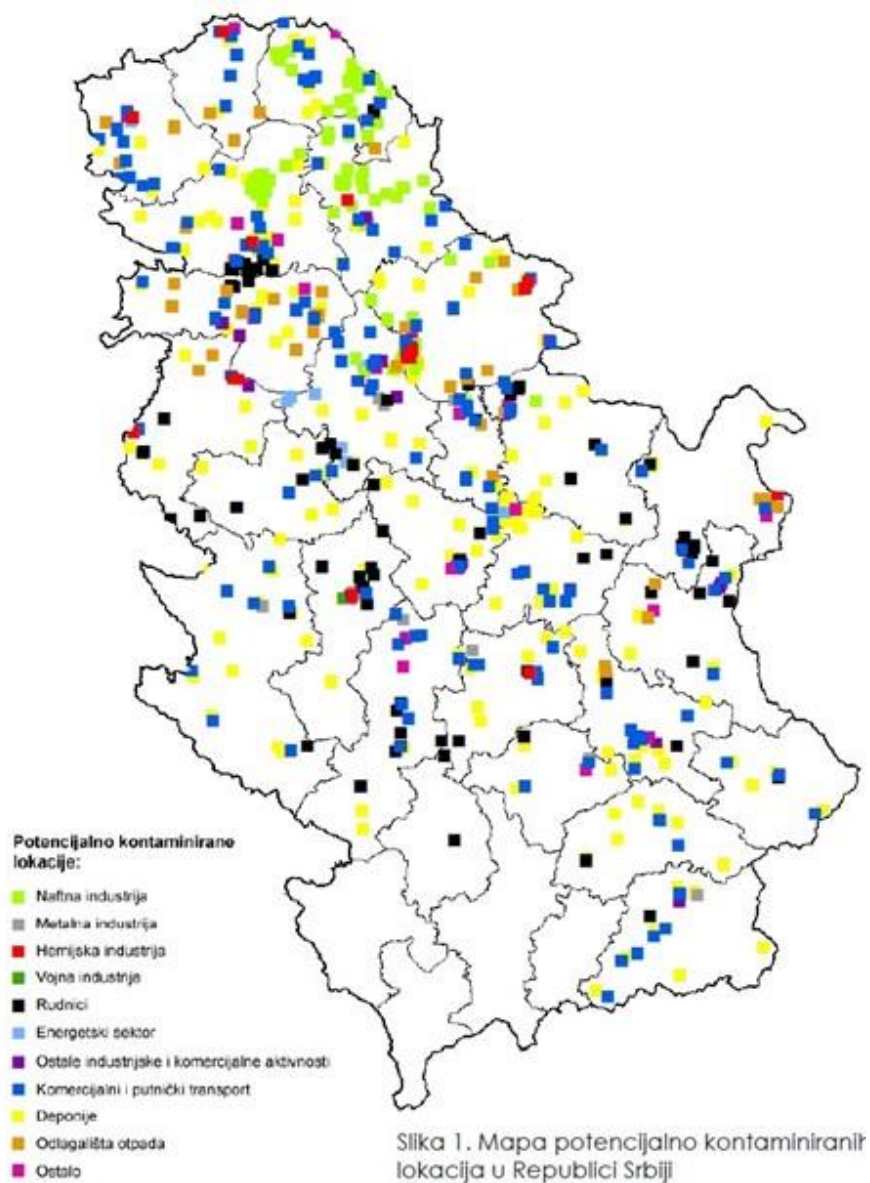 Potencijalno kontaminirane
lokacije:
Naftna industrija
Metalna industrija
Hemijska industrija
Vojna industrija
Rudnici
Energetski sektor
Ostale industrijske i komercijalne aktivnosti
Komercijalni i putnički transport
Deponije
Odlagališta otpada
Ostalo
Slika 1. Mapa potencijalno kontaminiranih
lokacija u Republici Srbiji